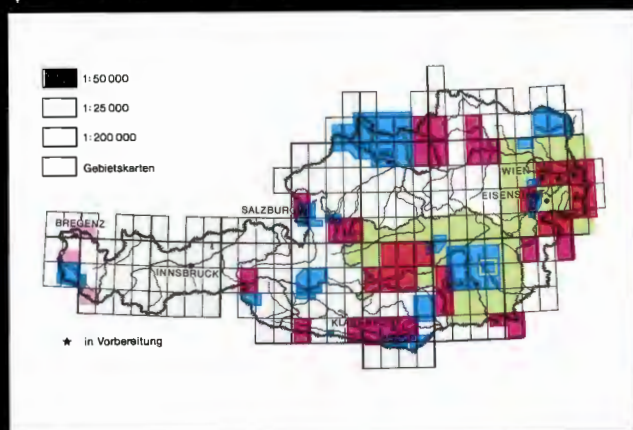 1:50 000
1:25 000
1:200 000
Gebietskarten
WIEN
SALZBURG
BREGENZ
INNSBRUCK
★ in Vorbereitung